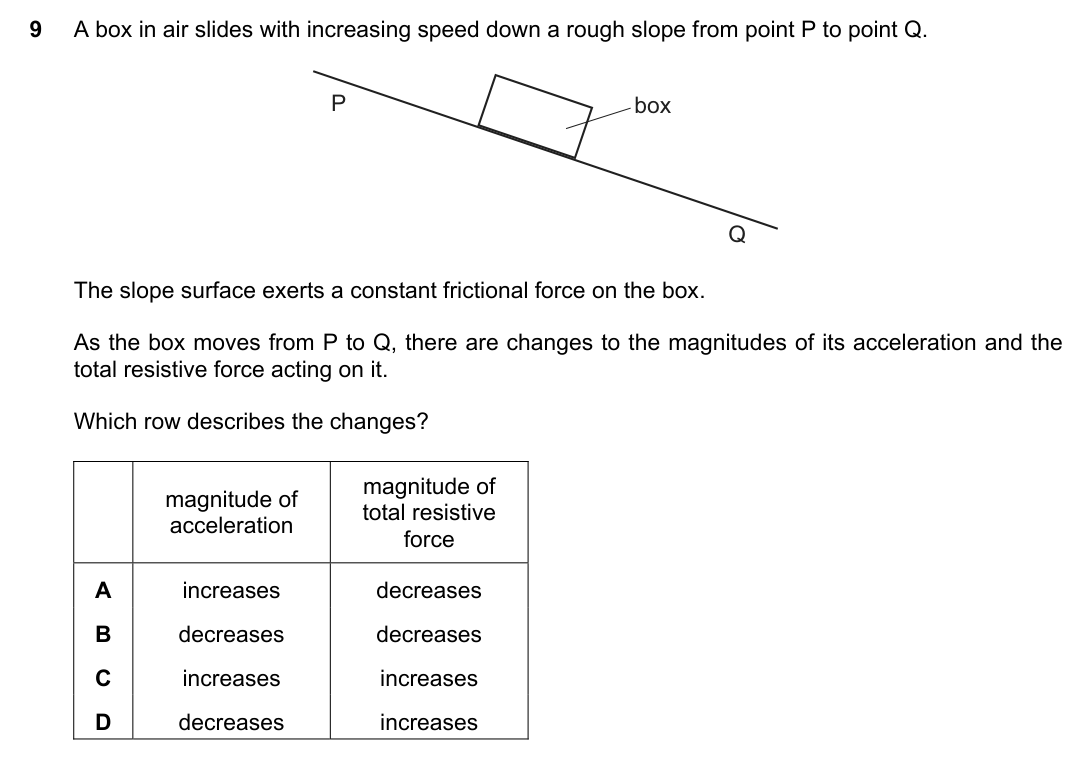 9 A box in air slides with increasing speed down a rough slope from point P to point Q.
P
box
Q
The slope surface exerts a constant frictional force on the box.
As the box moves from P to Q, there are changes to the magnitudes of its acceleration and the
total resistive force acting on it.
Which row describes the changes?
magnitude of
acceleration
magnitude of
total resistive
force
A increases decreases
B decreases decreases
C increases increases
D decreases increases